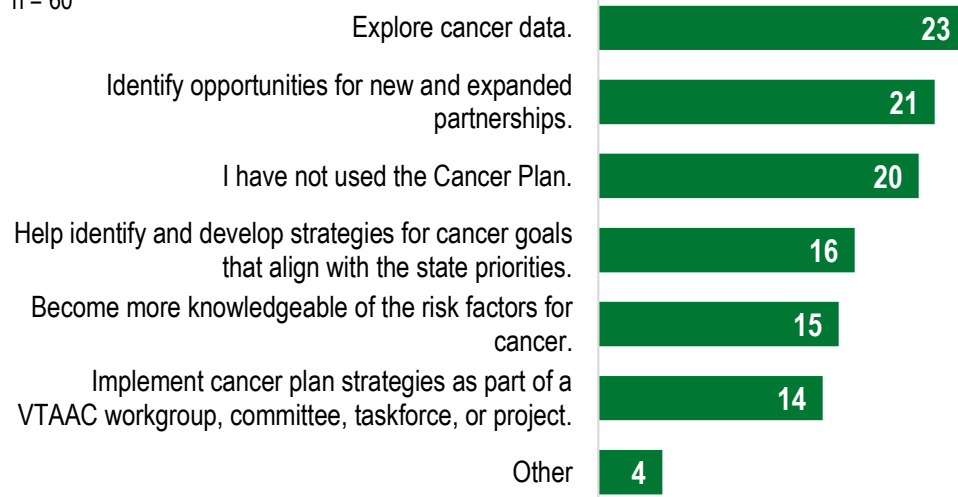 n = 60
Explore cancer data.
23
Identify opportunities for new and expanded
partnerships.
21
I have not used the Cancer Plan.
20
Help identify and develop strategies for cancer goals
that align with the state priorities.
16
Become more knowledgeable of the risk factors for
cancer.
15
Implement cancer plan strategies as part of a
VTAAC workgroup, committee, taskforce, or project.
14
Other
4